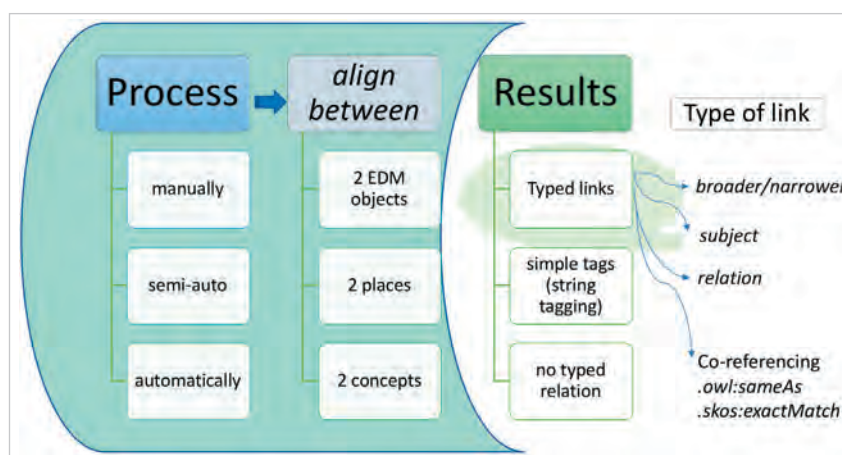 Process
manually
semi-auto
automatically
align
between
2 EDM
objects
2 places
2 concepts
Results
Typed links
simple tags
(string
tagging)
no typed
relation
Type of link
broader/narrower
subject
relation
Co-referencing
.owl:sameAs
.skos:exactMatch